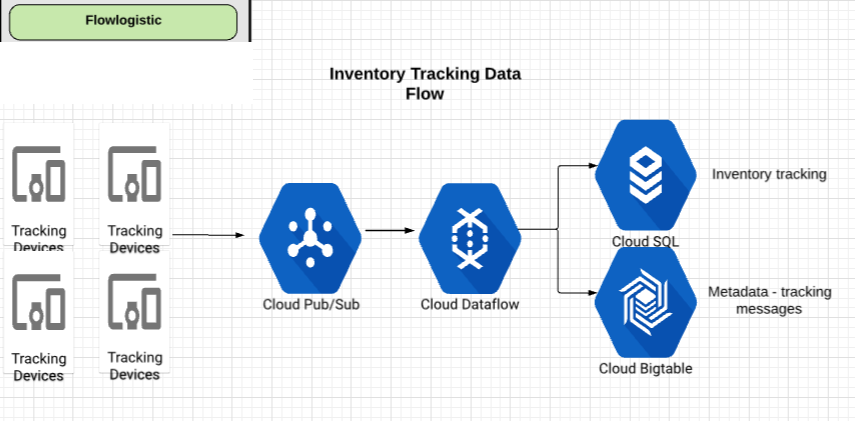 Flowlogistic
Inventory Tracking Data
Flow
Tracking
Devices
Tracking
Devices
Cloud Pub/Sub
Cloud Dataflow
Cloud SQL
Inventory tracking
Tracking
Devices
Tracking
Devices
Cloud Bigtable
Metadata - tracking
messages